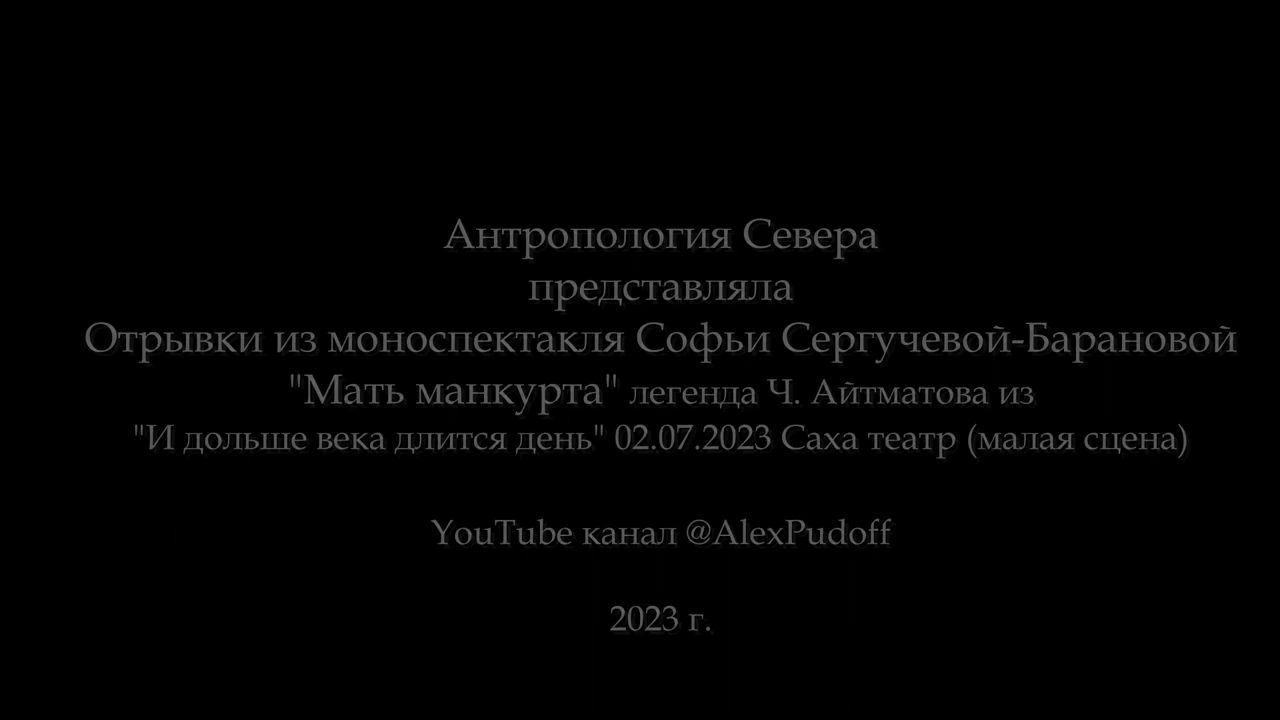 Антропология Севера
представляла
Отрывки из моноспектакля Софьи Сергучевой-Барановой
"Мать манкурта" легенда Ч. Айтматова из
"И дольше века длится день" 02.07.2023 Саха театр (малая сцена)
YouTube канал @AlexPudoff
2023 г.